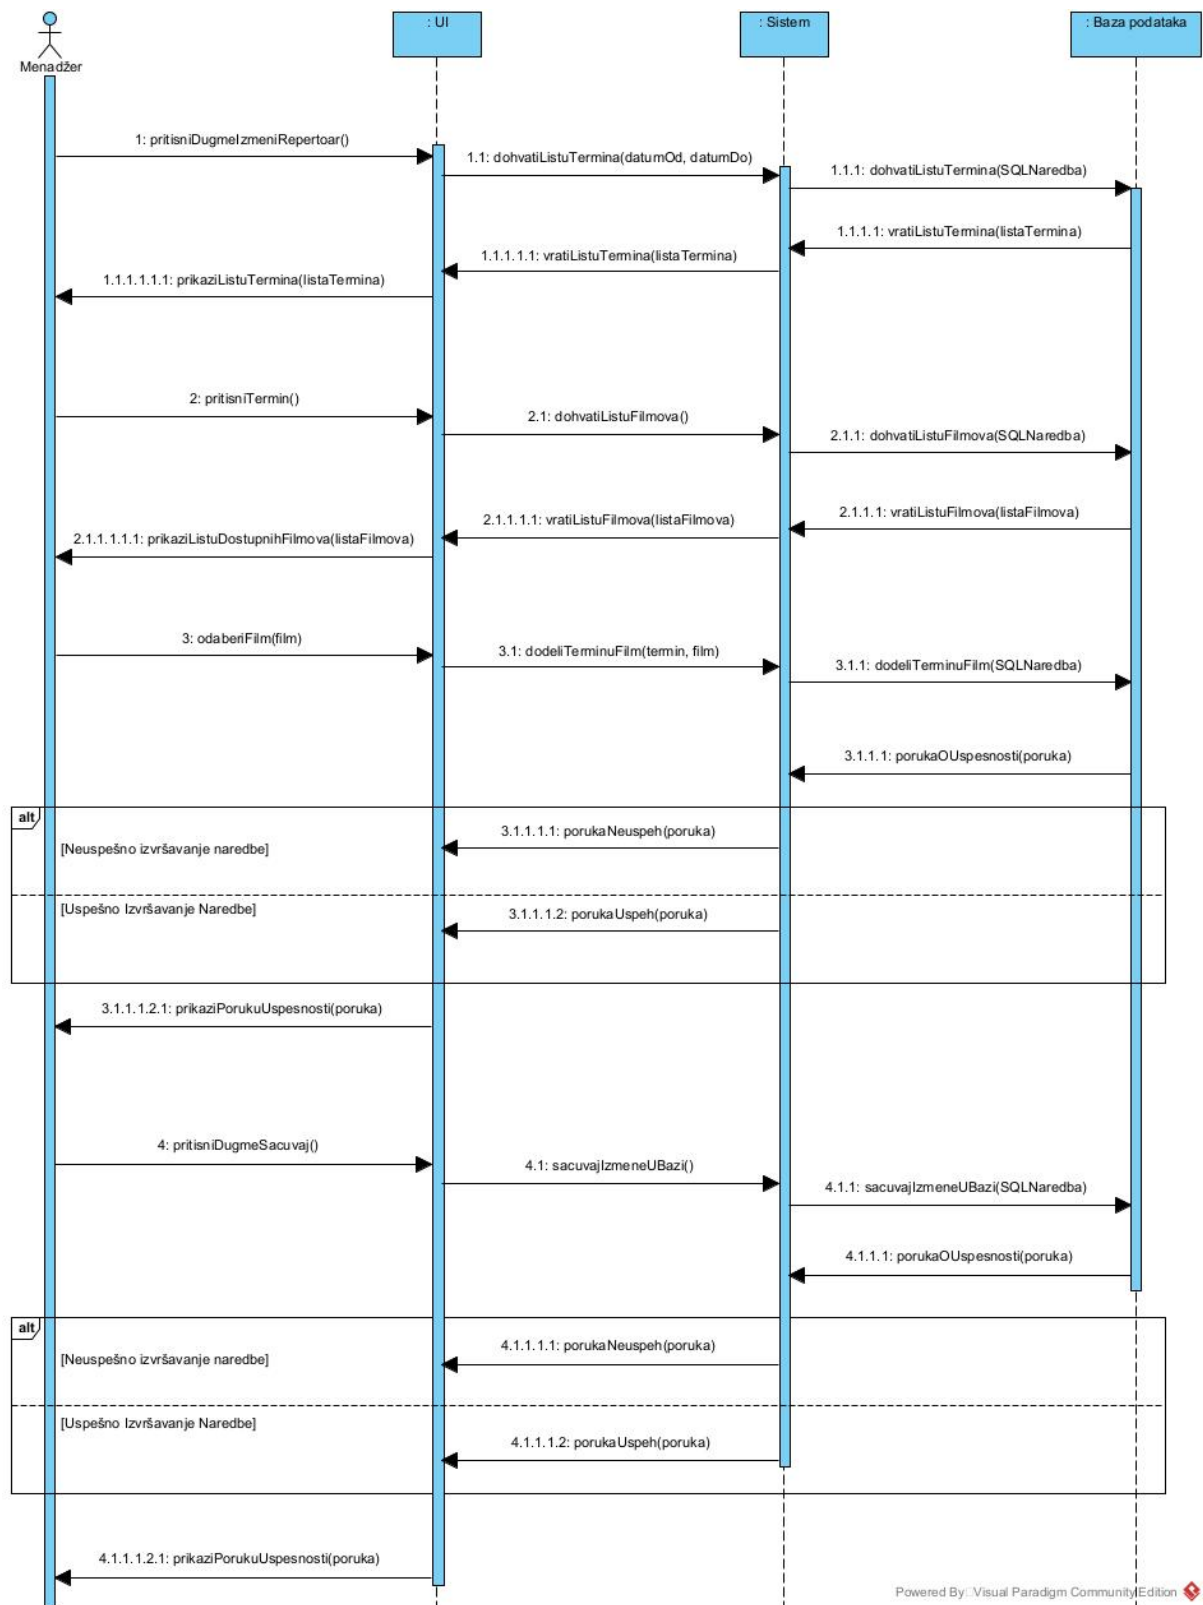 : UI
: Sistem
: Baza podataka
Menadžer
1: pritisniDugmeIzmeniRepertoar()
1.1: dohvatiListuTermina(datumOd, datumDo)
1.1.1: dohvatiListuTermina(SQLNaredba)
1.1.1.1: vratiListuTermina(listaTermina)
1.1.1.1.1: vratiListuTermina(listaTermina)
1.1.1.1.1.1: prikaziListuTermina(listaTermina)
2: pritisniTermin()
2.1: dohvatiListuFilmova()
2.1.1: dohvatiListuFilmova(SQLNaredba)
2.1.1.1: vratiListuFilmova(listaFilmova)
2.1.1.1.1: vratiListuFilmova(listaFilmova)
2.1.1.1.1.1: prikaziListuDostupnihFilmova(listaFilmova)
3: odaberiFilm(film)
3.1: dodeliTerminuFilm(termin, film)
3.1.1: dodeliTerminuFilm(SQLNaredba)
3.1.1.1: porukaOUspesnosti(poruka)
alt
3.1.1.1.1: porukaNeuspeh(poruka)
[Neuspešno izvršavanje naredbe]
[Uspešno Izvršavanje Naredbe]
3.1.1.1.2: porukaUspeh(poruka)
3.1.1.1.2.1: prikaziPorukuUspesnosti(poruka)
4: pritisniDugmeSacuvaj()
4.1: sacuvajIzmeneUBazi()
4.1.1: sacuvajIzmeneUBazi(SQLNaredba)
4.1.1.1: porukaOUspesnosti(poruka)
alt
4.1.1.1.1: porukaNeuspeh(poruka)
[Neuspešno izvršavanje naredbe]
[Uspešno Izvršavanje Naredbe]
4.1.1.1.2: porukaUspeh(poruka)
4.1.1.1.2.1: prikaziPorukuUspesnosti(poruka)
Powered By Visual Paradigm Community Edition